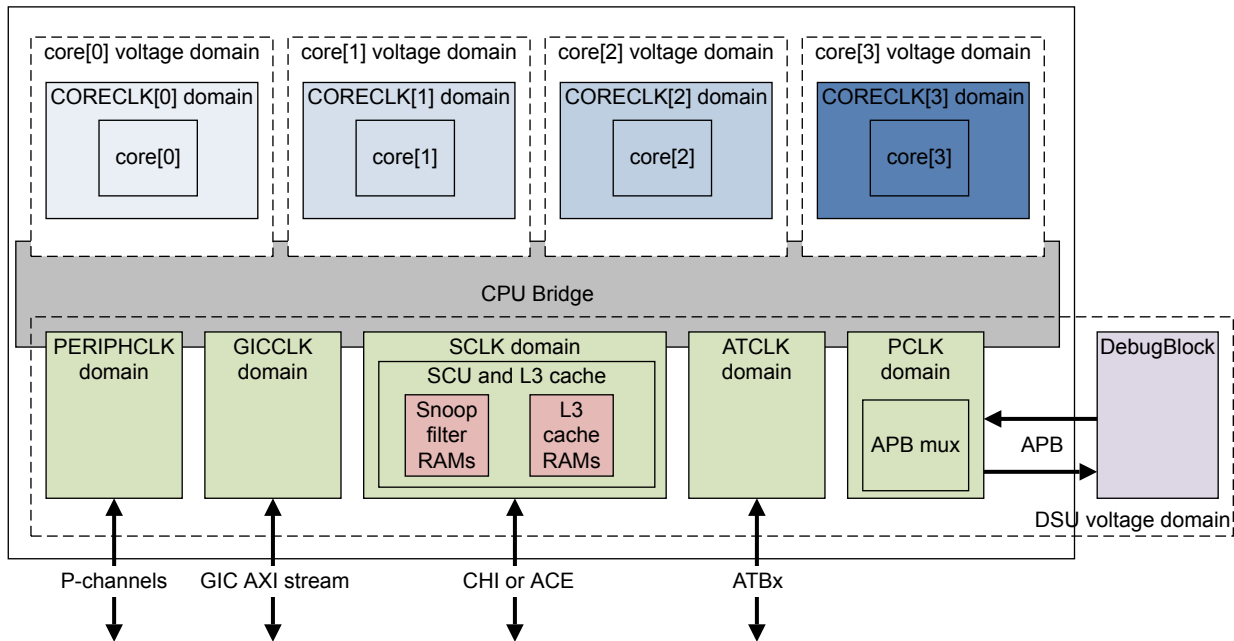 core[0] voltage domain
core[1] voltage domain
core[2] voltage domain
core[3] voltage domain
CORECLK[0] domain
CORECLK[1] domain
CORECLK[2] domain
CORECLK[3] domain
core[0]
core[1]
core[2]
core[3]
CPU Bridge
PERIPHCLK
domain
GICCLK
domain
SCLK domain
SCU and L3 cache
Snoop
filter
RAMs
L3
cache
RAMs
ATCLK
domain
PCLK
domain
APB mux
APB
DebugBlock
DSU voltage domain
P-channels
GIC AXI stream
CHI or ACE
ATBx